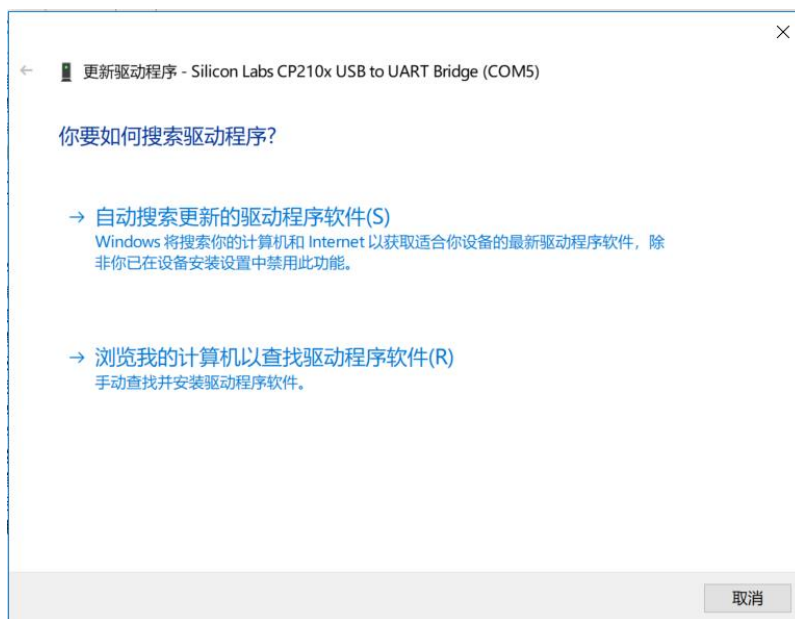 更新驱动程序 - Silicon Labs CP210x USB to UART Bridge (COM5)
你要如何搜索驱动程序?
→ 自动搜索更新的驱动程序软件(S)
Windows 将搜索你的计算机和 Internet 以获取适合你设备的最新驱动程序软件，除
非你已在设备安装设置中禁用此功能。
→ 浏览我的计算机以查找驱动程序软件(R)
手动查找并安装驱动程序软件。
取消